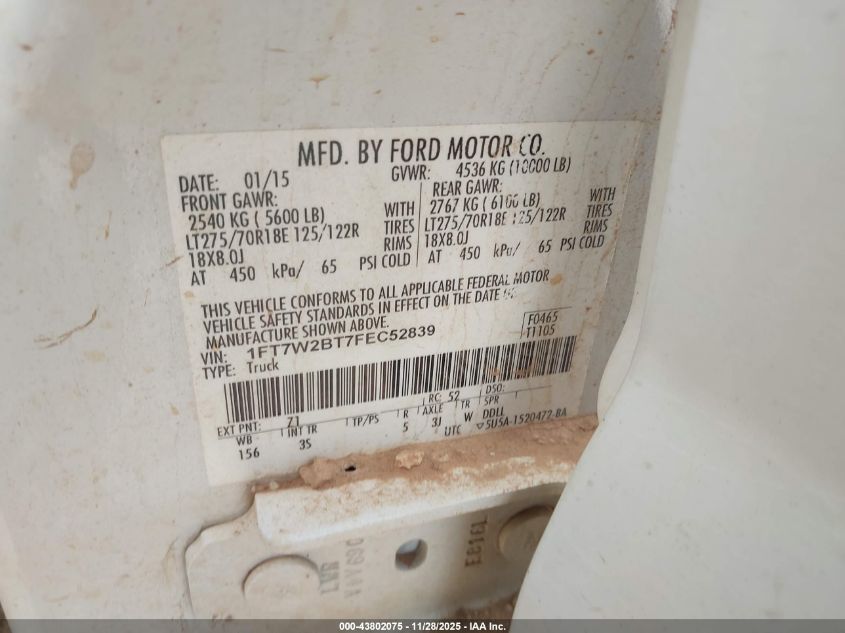 MFD. BY FORD MOTOR CO.
DATE: 01/15 GVWR: 4536 KG (10000 LB)
FRONT GAWR: REAR GAWR:
2540 KG ( 5600 LB) WITH 2767 KG ( 6100 LB) WITH
LT275/70R18E 125/122R TIRES LT275/70R18E 125/122R TIRES
18X8.0J RIMS 18X8.0J RIMS
AT 450 kPa/ 65 PSI COLD AT 450 kPa/ 65 PSI COLD
THIS VEHICLE CONFORMS TO ALL APPLICABLE FEDERAL MOTOR
VEHICLE SAFETY STANDARDS IN EFFECT ON THE DATE OF
MANUFACTURE SHOWN ABOVE.
VIN: 1FT7W2BT7FEC52839 F0465
TYPE: Truck T1105
EXT PNT: Z1 RC: 52 DSO:
WB INT TR TP/PS R AXLE TR SPR
156 3S 5 3J W DDLL
UTC ▽5U5A-1520472-BA
E8161
000-43802075 - 11/28/2025 - IAA Inc.